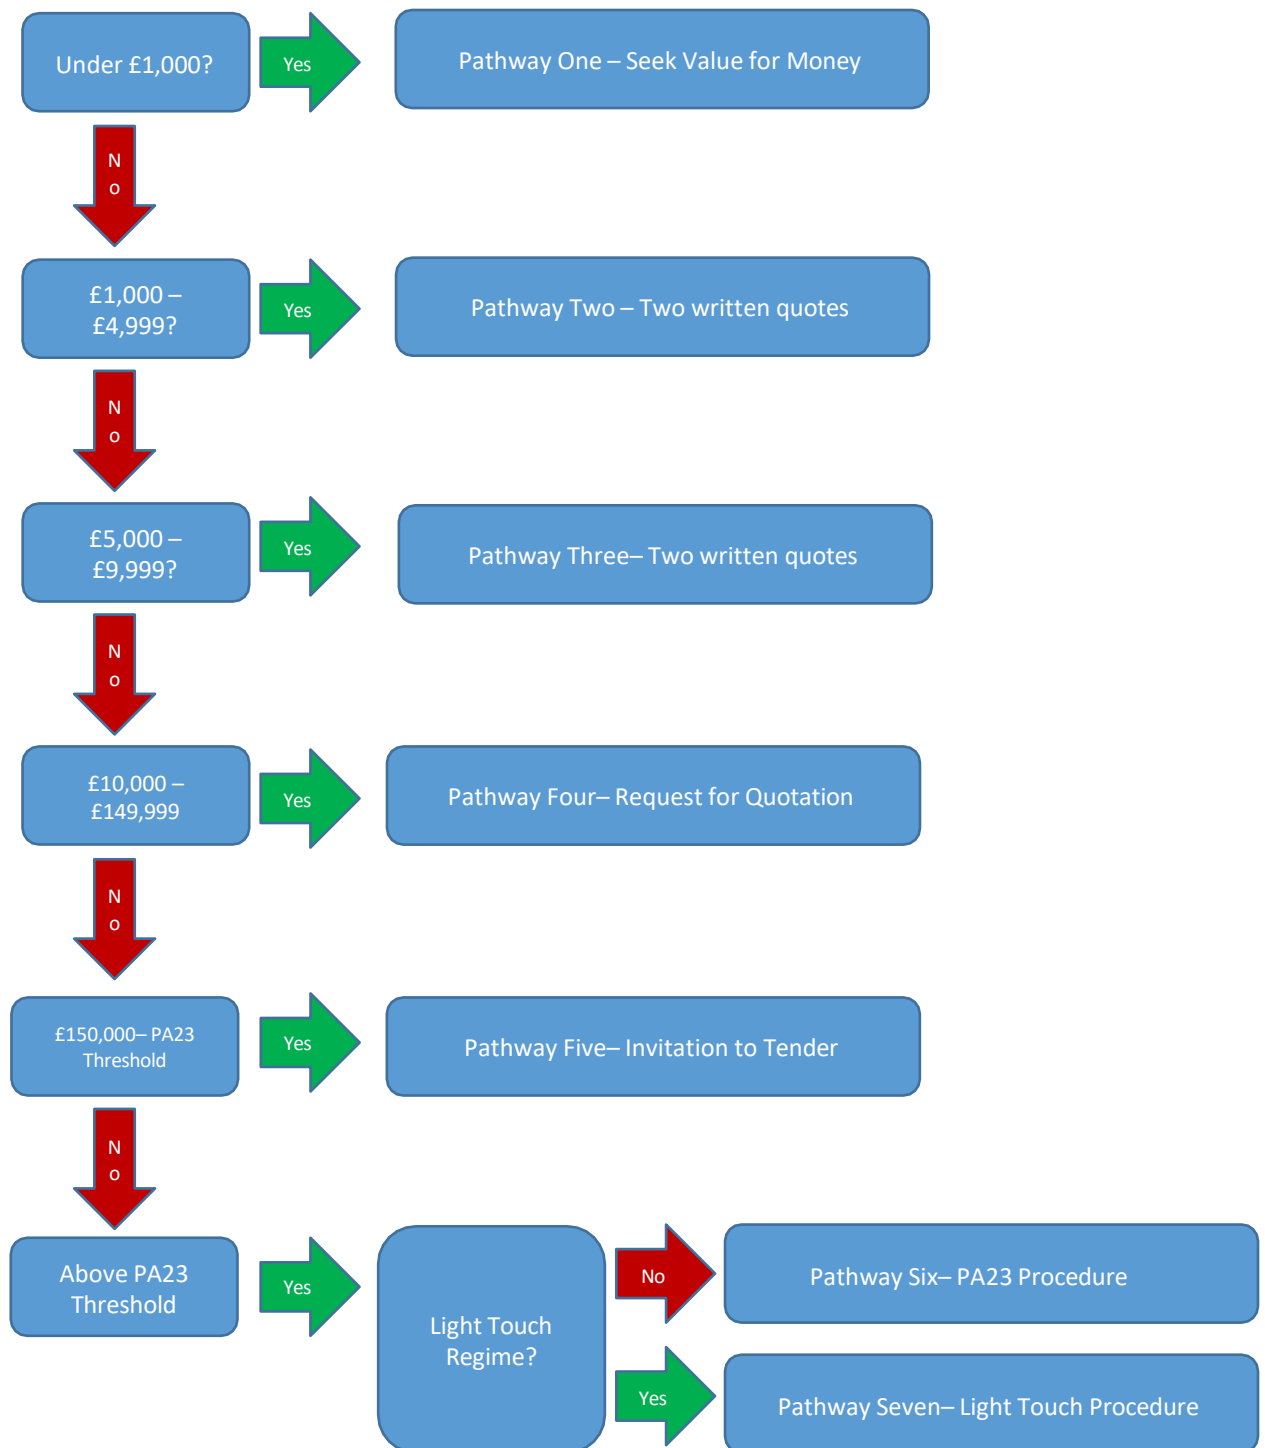 Under £1,000?
Yes
Pathway One – Seek Value for Money
N
o
£1,000 –
£4,999?
Yes
Pathway Two – Two written quotes
N
o
£5,000 –
£9,999?
Yes
Pathway Three– Two written quotes
N
o
£10,000 –
£149,999
Yes
Pathway Four– Request for Quotation
N
o
£150,000– PA23
Threshold
Yes
Pathway Five– Invitation to Tender
N
o
Above PA23
Threshold
Yes
Light Touch
Regime?
No
Pathway Six– PA23 Procedure
Yes
Pathway Seven– Light Touch Procedure